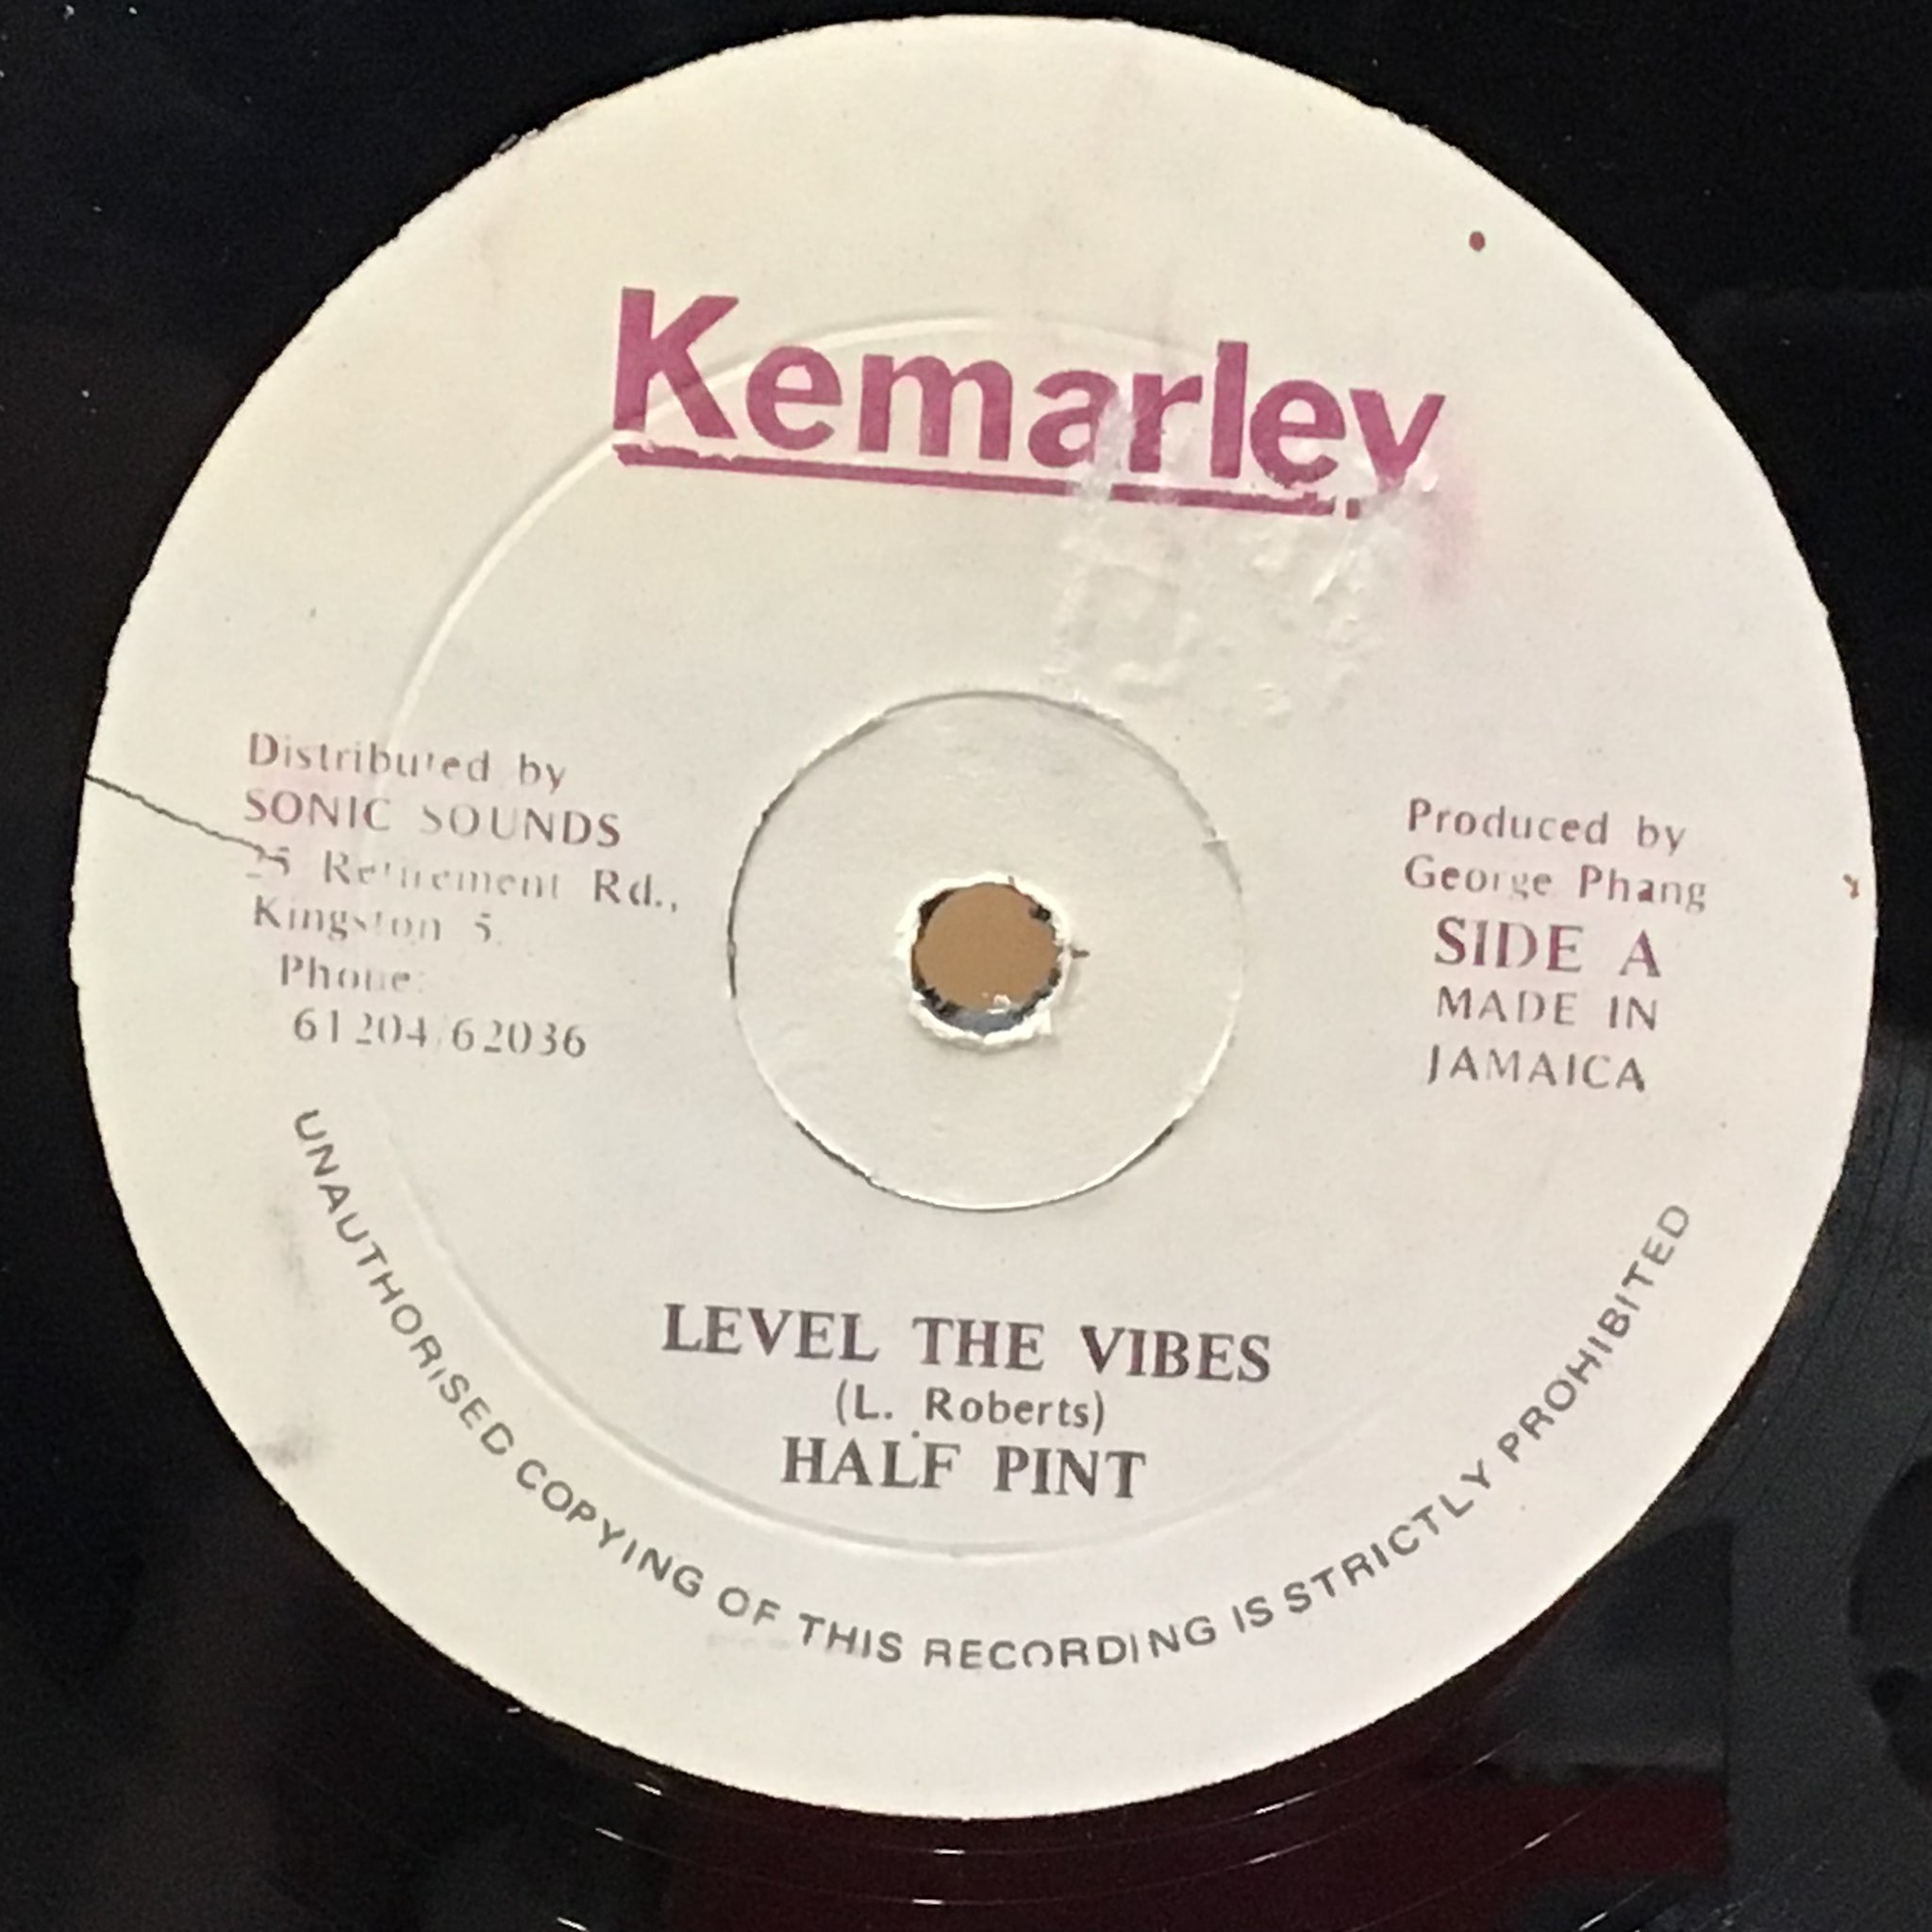 Kemarley
Distributed by
SONIC SOUNDS
25 Retirement Rd.,
Kingston 5.
Phone:
61204/62036
Produced by
George Phang
SIDE A
MADE IN
JAMAICA
LEVEL THE VIBES
(L. Roberts)
HALF PINT
UNAUTHORISED COPYING OF THIS RECORDING IS STRICTLY PROHIBITED